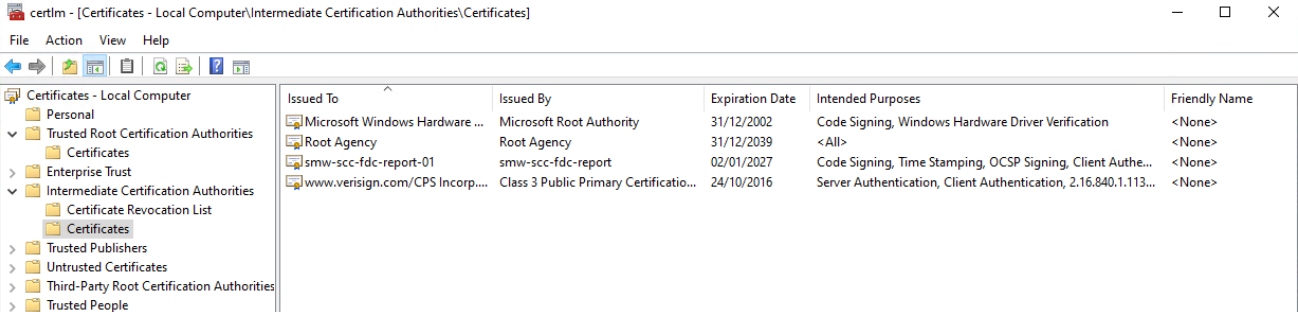 certlm - [Certificates - Local Computer\Intermediate Certification Authorities\Certificates]
File Action View Help
Certificates - Local Computer
Personal
Trusted Root Certification Authorities
Certificates
Enterprise Trust
Intermediate Certification Authorities
Certificate Revocation List
Certificates
Trusted Publishers
Untrusted Certificates
Third-Party Root Certification Authorities
Trusted People
Issued To Issued By Expiration Date Intended Purposes Friendly Name
Microsoft Windows Hardware ... Microsoft Root Authority 31/12/2002 Code Signing, Windows Hardware Driver Verification <None>
Root Agency Root Agency 31/12/2039 <All> <None>
smw-scc-fdc-report-01 smw-scc-fdc-report 02/01/2027 Code Signing, Time Stamping, OCSP Signing, Client Authe... <None>
www.verisign.com/CPS Incorp.... Class 3 Public Primary Certificatio... 24/10/2016 Server Authentication, Client Authentication, 2.16.840.1.113... <None>